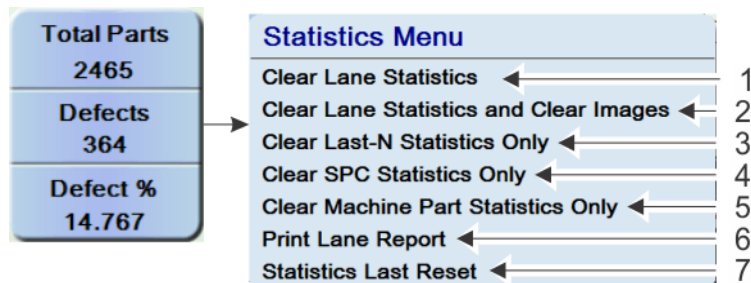 Total Parts
2465
Defects
364
Defect %
14.767
Statistics Menu
Clear Lane Statistics 1
Clear Lane Statistics and Clear Images 2
Clear Last-N Statistics Only 3
Clear SPC Statistics Only 4
Clear Machine Part Statistics Only 5
Print Lane Report 6
Statistics Last Reset 7